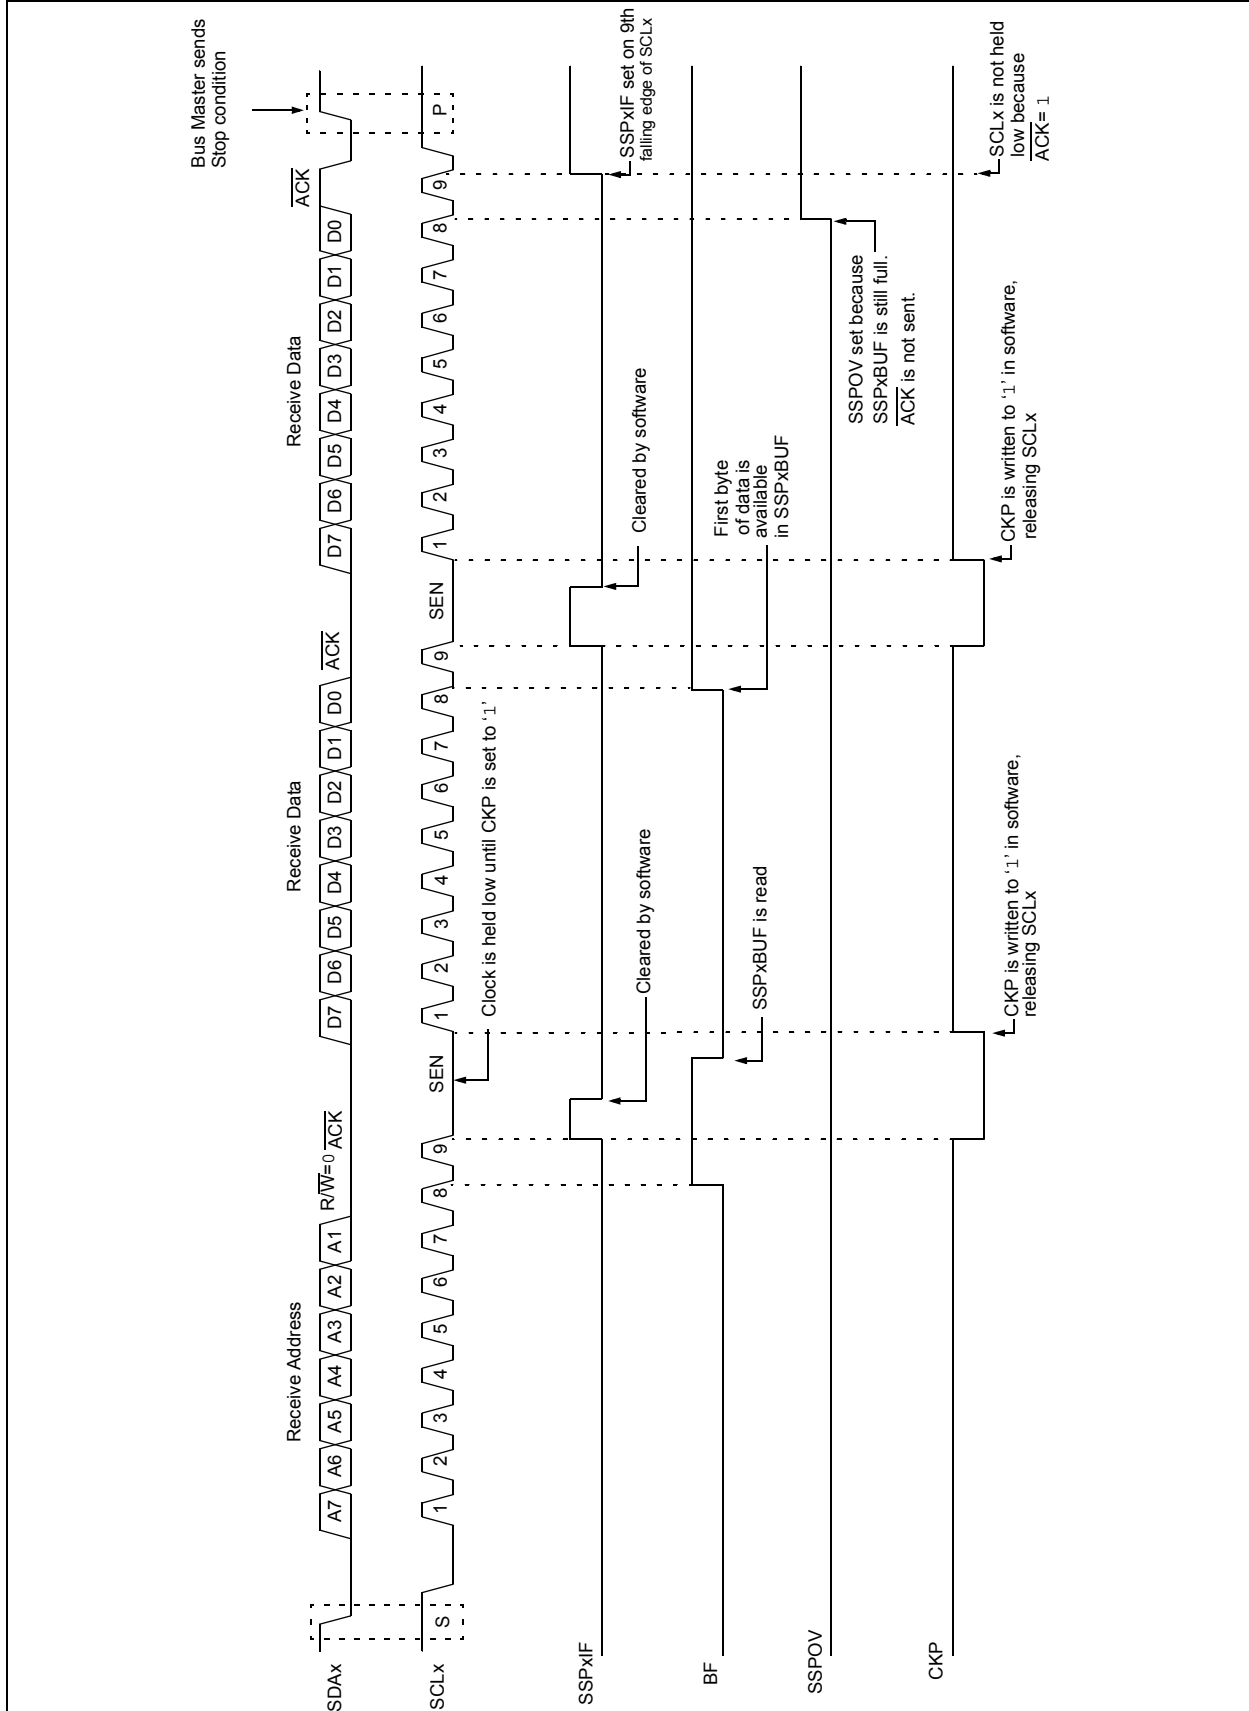 Bus Master sends
Stop condition
Receive Address
Receive Data
Receive Data
SDAx
A7
A6
A5
A4
A3
A2
A1
R/W=0
ACK
D7
D6
D5
D4
D3
D2
D1
D0
ACK
D7
D6
D5
D4
D3
D2
D1
D0
ACK
SCLx
S
1
2
3
4
5
6
7
8
9
SEN
1
2
3
4
5
6
7
8
9
SEN
1
2
3
4
5
6
7
8
9
P
Clock is held low until CKP is set to ‘1’
SSPxIF
Cleared by software
Cleared by software
SSPxIF set on 9th
falling edge of SCLx
BF
SSPxBUF is read
First byte
of data is
available
in SSPxBUF
SSPOV
SSPOV set because
SSPxBUF is still full.
ACK is not sent.
CKP
CKP is written to ‘1’ in software,
releasing SCLx
CKP is written to ‘1’ in software,
releasing SCLx
SCLx is not held
low because
ACK= 1